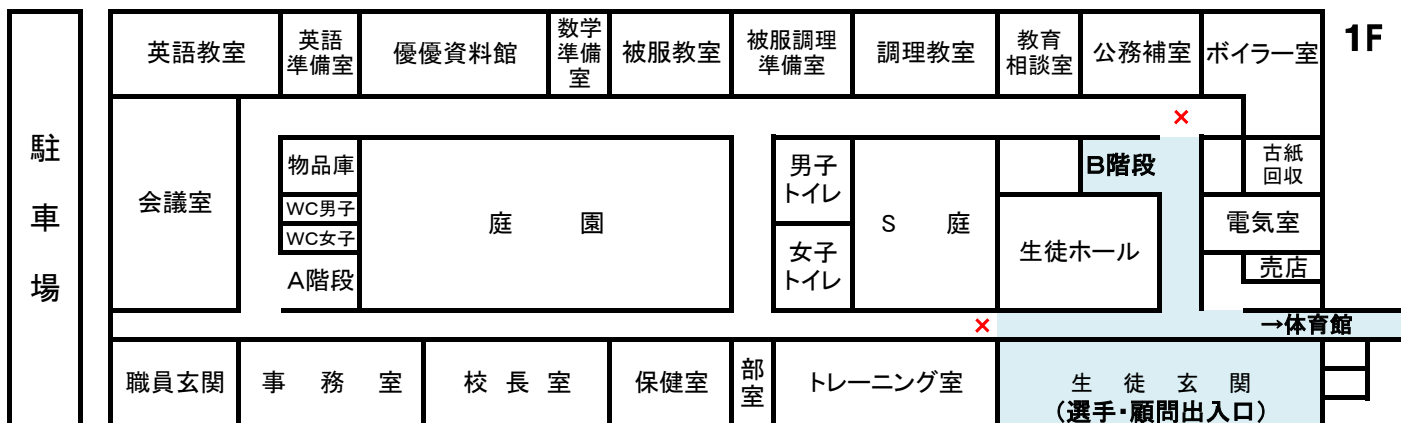 1F
英語教室
英語
準備室
優優資料館
数学
準備
室
被服教室
被服調理
準備室
調理教室
教育
相談室
公務補室
ボイラー室
×
駐
車
場
会議室
物品庫
WC男子
WC女子
A階段
庭 園
男子
トイレ
女子
トイレ
S 庭
B階段
生徒ホール
古紙
回収
電気室
売店
×
→体育館
職員玄関
事 務 室
校 長 室
保健室
部
室
トレーニング室
生 徒 玄 関
(選手・顧問出入口)